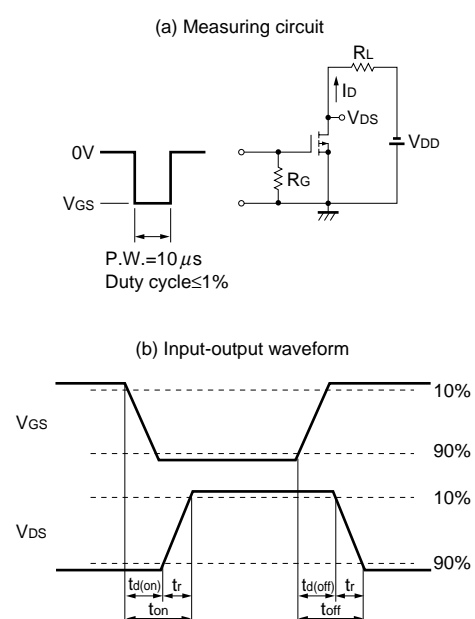 (a) Measuring circuit
RL
ID
VDS
VDD
0V
RG
VGS
P.W.=10 μs
Duty cycle≤1%
(b) Input-output waveform
10%
VGS
90%
10%
VDS
90%
td(on) tr td(off) tr
ton toff